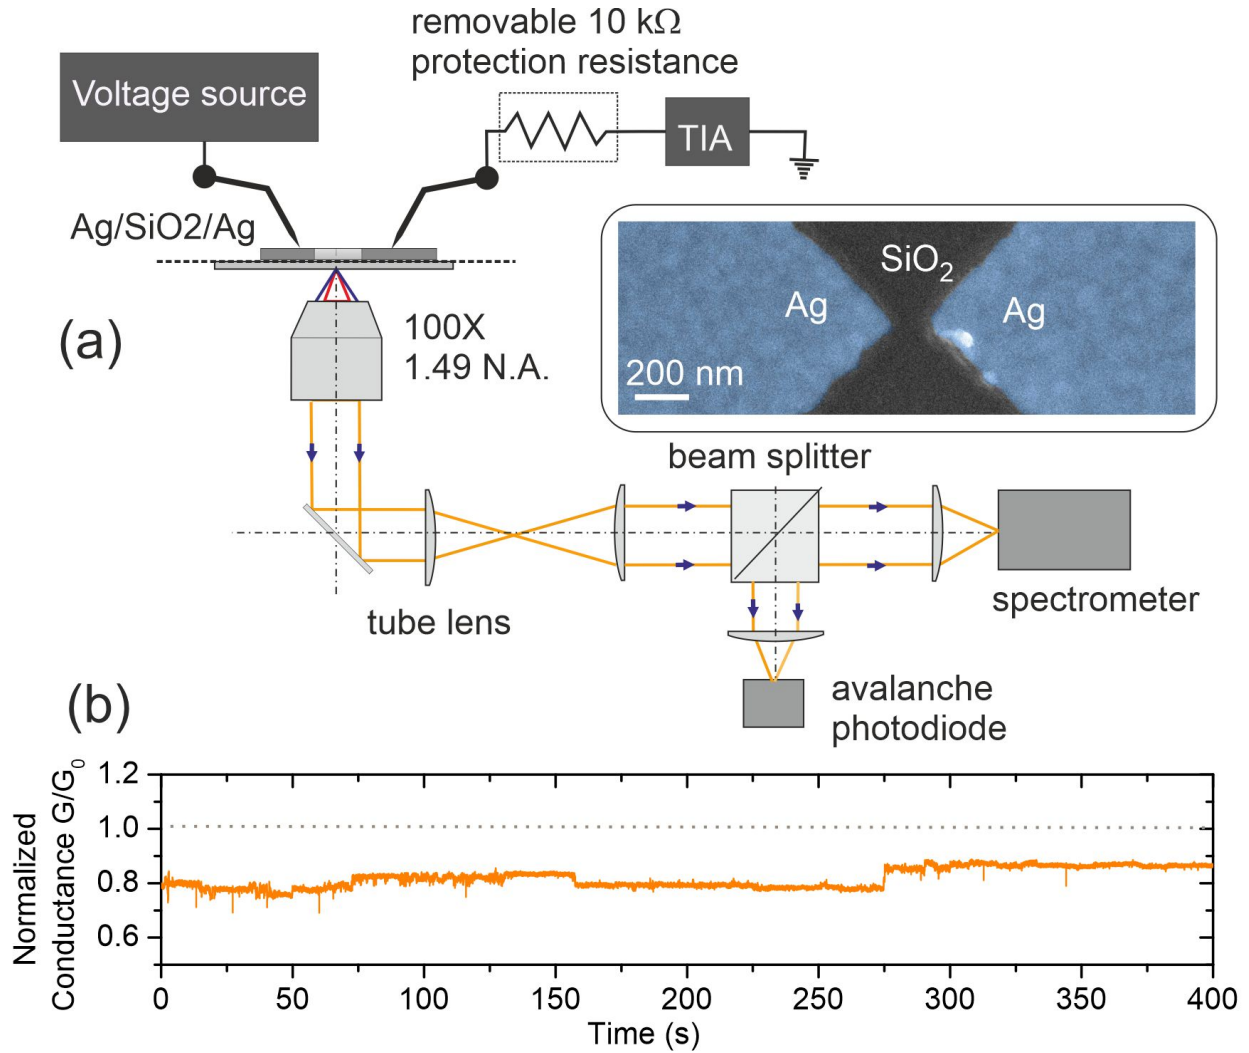 removable 10 kΩ
protection resistance
Voltage source
TIA
Ag/SiO2/Ag
SiO₂
Ag
Ag
200 nm
(a)
100X
1.49 N.A.
beam splitter
tube lens
spectrometer
avalanche
photodiode
(b)
Normalized
Conductance G/G₀
1.2
1.0
0.8
0.6
0
50
100
150
200
250
300
350
400
Time (s)